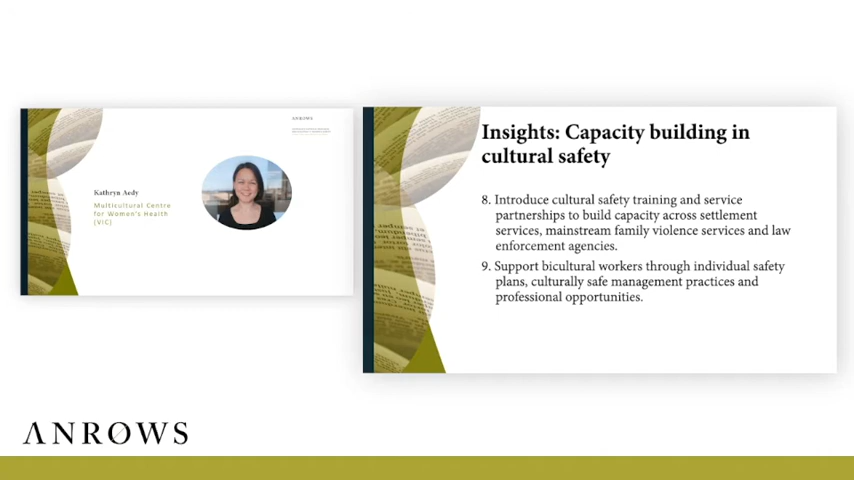 ANROWS
Kathryn Aedy
Multicultural Centre
for Women's Health
(VIC)
Insights: Capacity building in
cultural safety
8. Introduce cultural safety training and service
partnerships to build capacity across settlement
services, mainstream family violence services and law
enforcement agencies.
9. Support bicultural workers through individual safety
plans, culturally safe management practices and
professional opportunities.
ANROWS